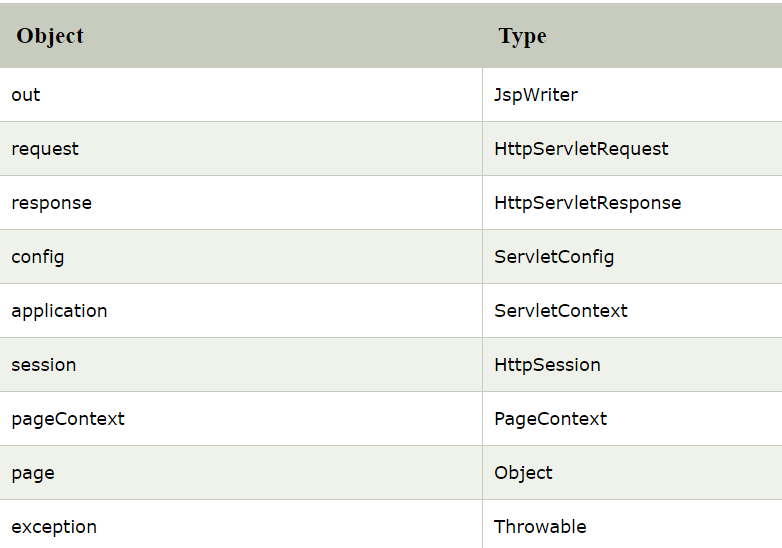 Object Type
out JspWriter
request HttpServletRequest
response HttpServletResponse
config ServletConfig
application ServletContext
session HttpSession
pageContext PageContext
page Object
exception Throwable